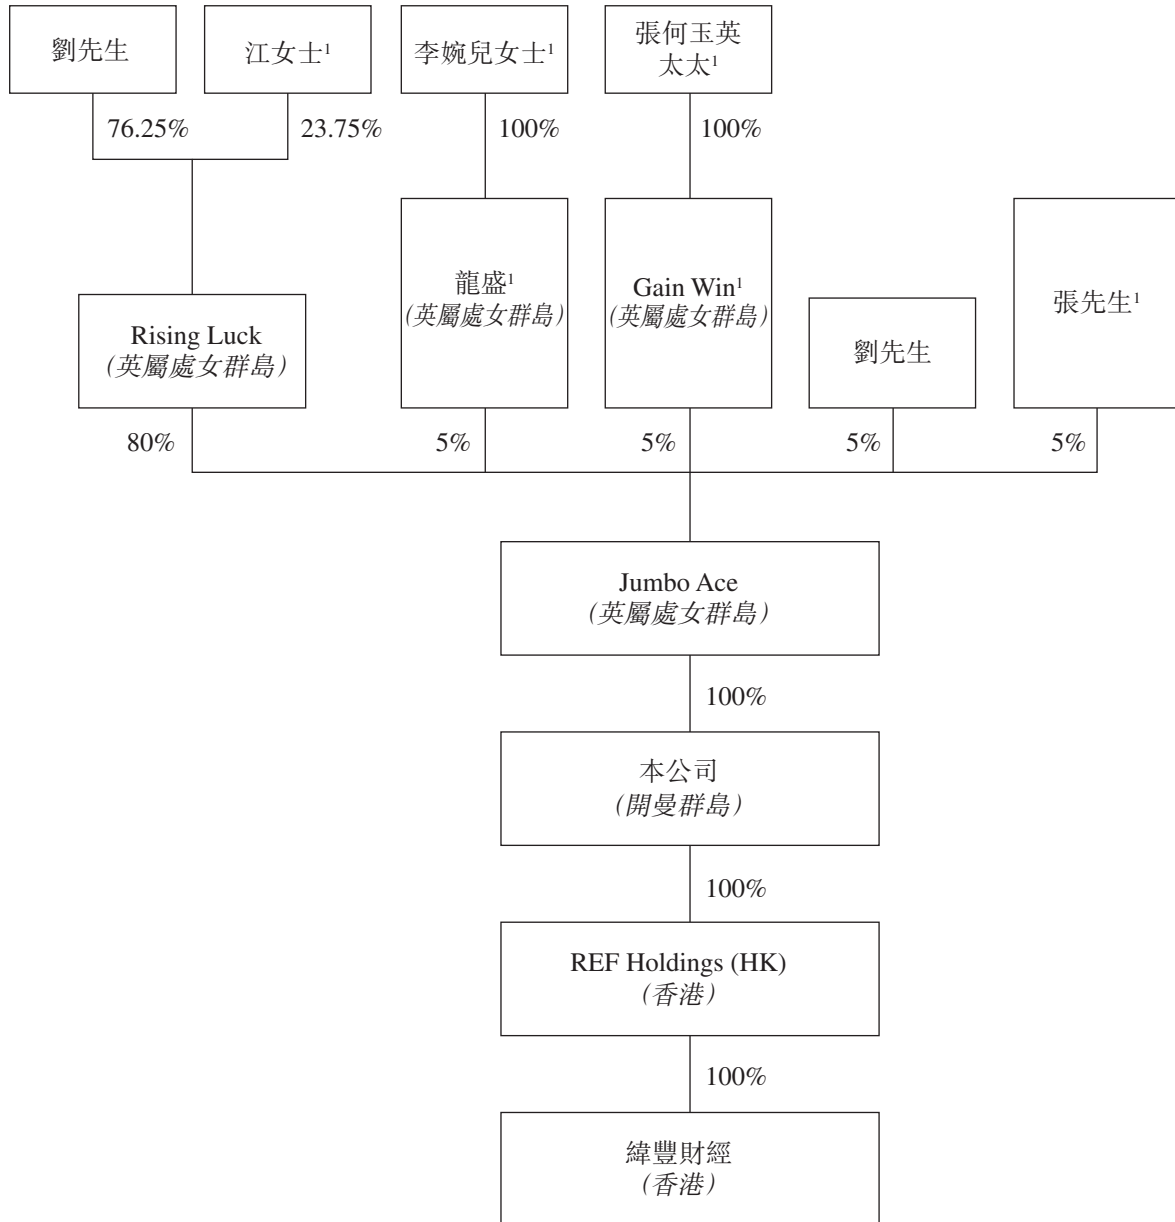 劉先生
江女士¹
李婉兒女士¹
張何玉英
太太¹
76.25%
23.75%
100%
100%
Rising Luck
(英屬處女群島)
龍盛¹
(英屬處女群島)
Gain Win¹
(英屬處女群島)
劉先生
張先生¹
80%
5%
5%
5%
5%
Jumbo Ace
(英屬處女群島)
100%
本公司
(開曼群島)
100%
REF Holdings (HK)
(香港)
100%
緯豐財經
(香港)